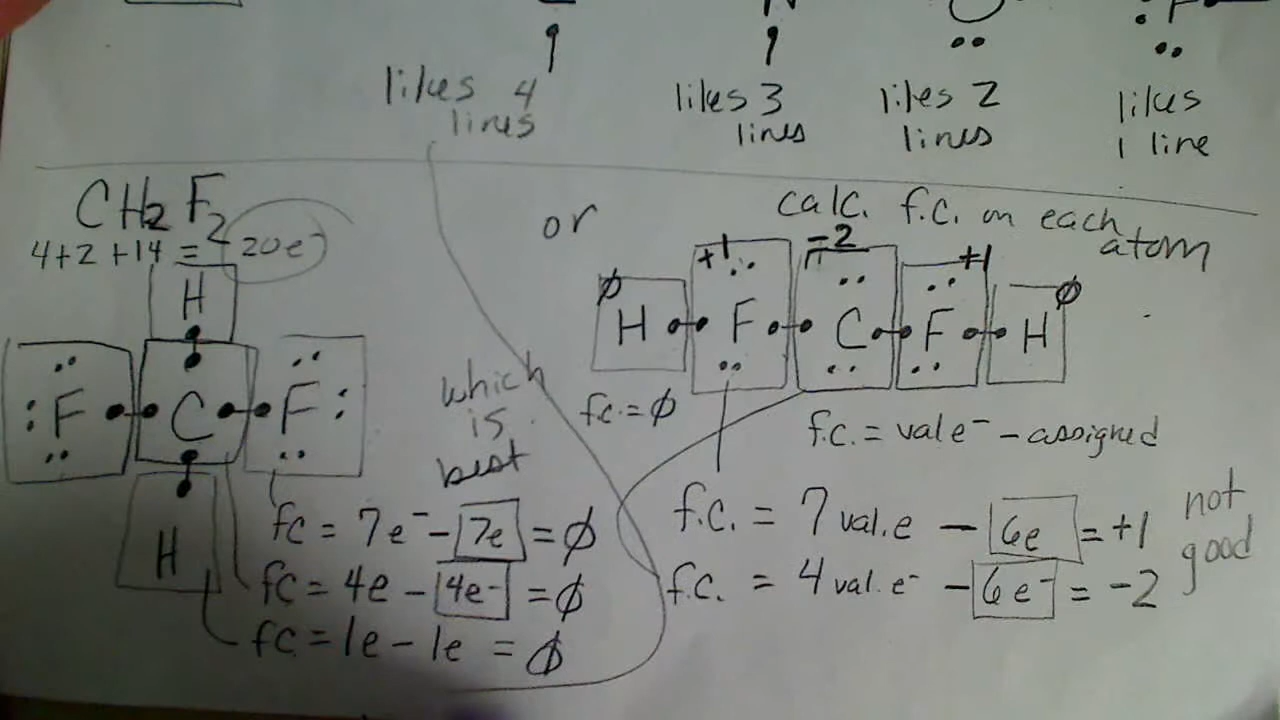 likes 4
lines
likes 3
lines
likes 2
lines
likes
1 line
CH2F2
4+2+14 = 20e-
H
:F C F:
H
or
calc. f.c. on each
atom
∅ +1 -2 +1 ∅
H F C F H
fc.=∅
which
is
best
f.c. = val e- - assigned
fc = 7e- - 7e = ∅
fc = 4e - 4e- = ∅
fc = 1e - 1e = ∅
f.c. = 7 val. e - 6e = +1
f.c. = 4 val. e- - 6e- = -2
not
good